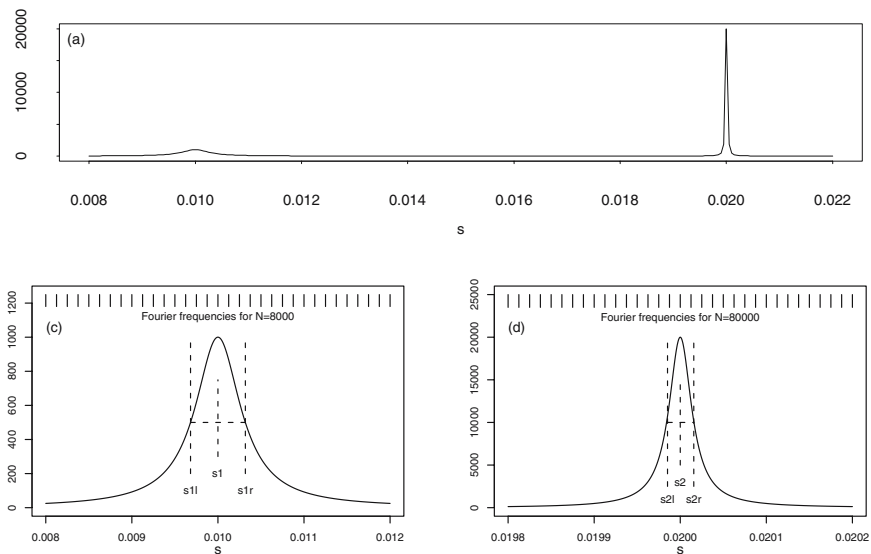 (a)
20000
10000
0
0.008 0.010 0.012 0.014 0.016 0.018 0.020 0.022
s
(c)
Fourier frequencies for N=8000
1200
1000
800
600
400
200
0
s1
s1l s1r
0.008 0.009 0.010 0.011 0.012
s
(d)
Fourier frequencies for N=80000
25000
20000
15000
10000
5000
0
s2
s2l s2r
0.0198 0.0199 0.0200 0.0201 0.0202
s